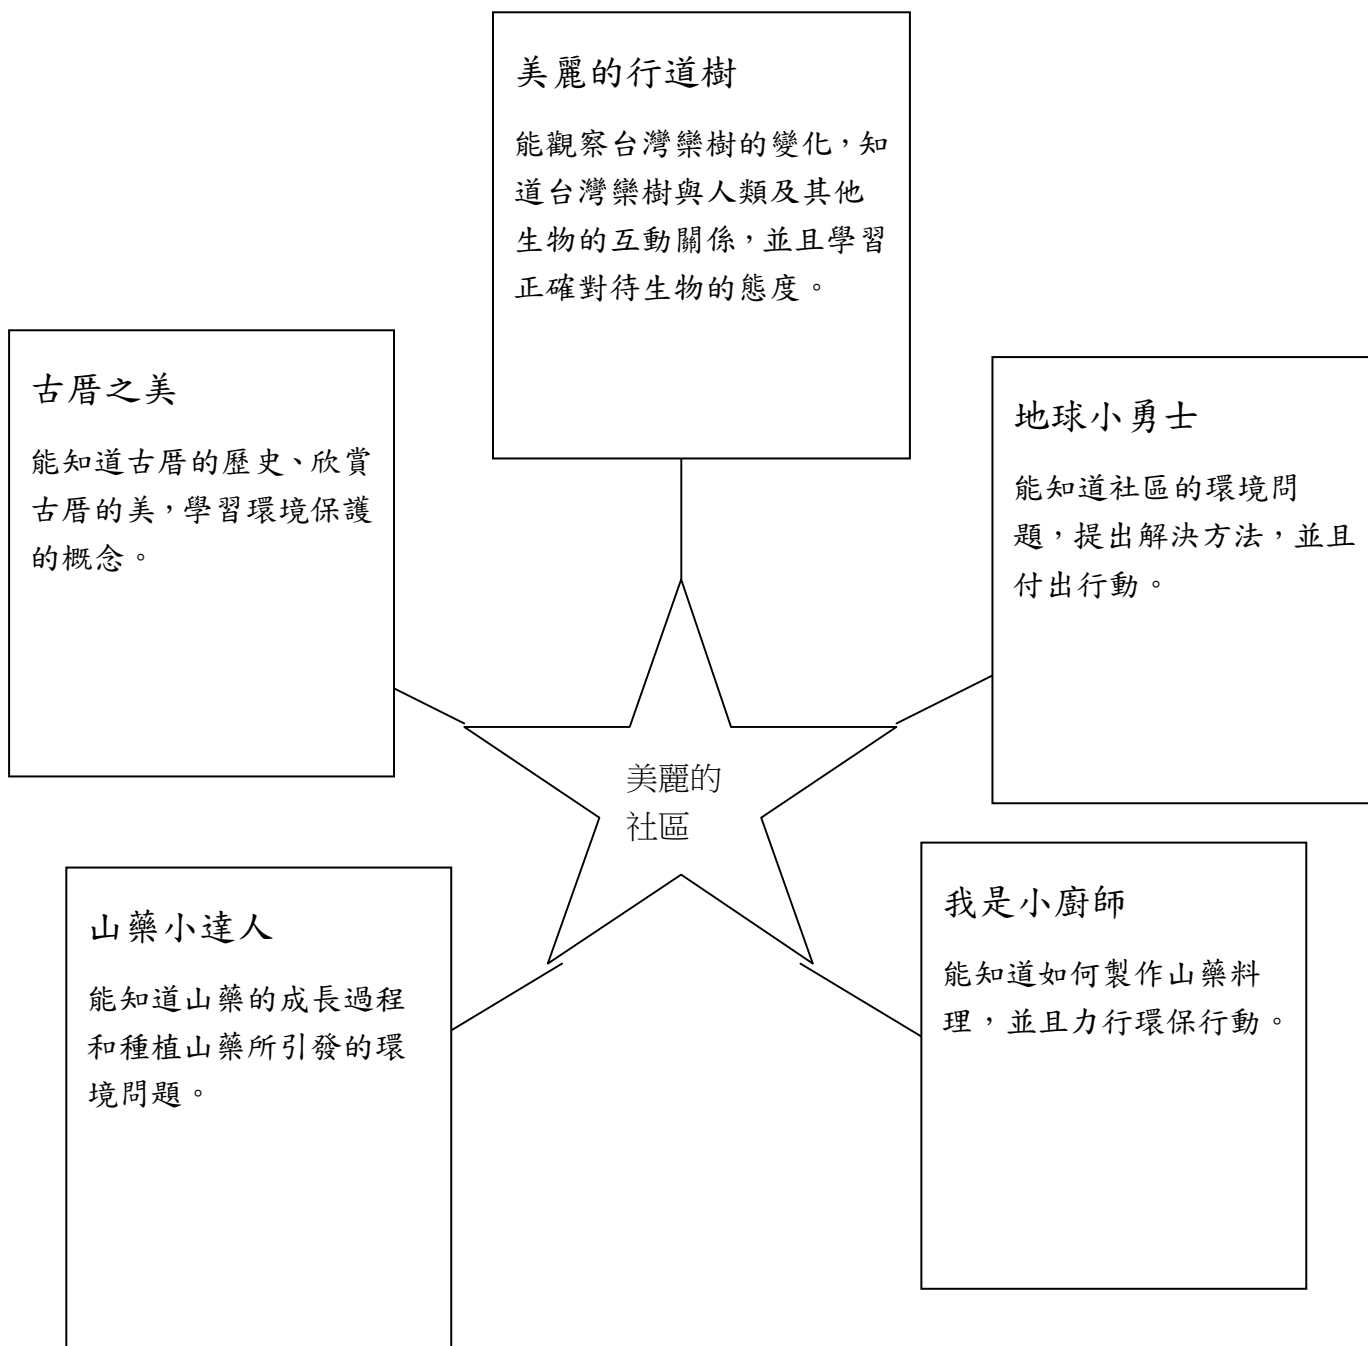 美麗的行道樹
能觀察台灣欒樹的變化，知
道台灣欒樹與人類及其他
生物的互動關係，並且學習
正確對待生物的態度。
古厝之美
能知道古厝的歷史、欣賞
古厝的美，學習環境保護
的概念。
地球小勇士
能知道社區的環境問
題，提出解決方法，並且
付出行動。
美麗的
社區
山藥小達人
能知道山藥的成長過程
和種植山藥所引發的環
境問題。
我是小廚師
能知道如何製作山藥料
理，並且力行環保行動。